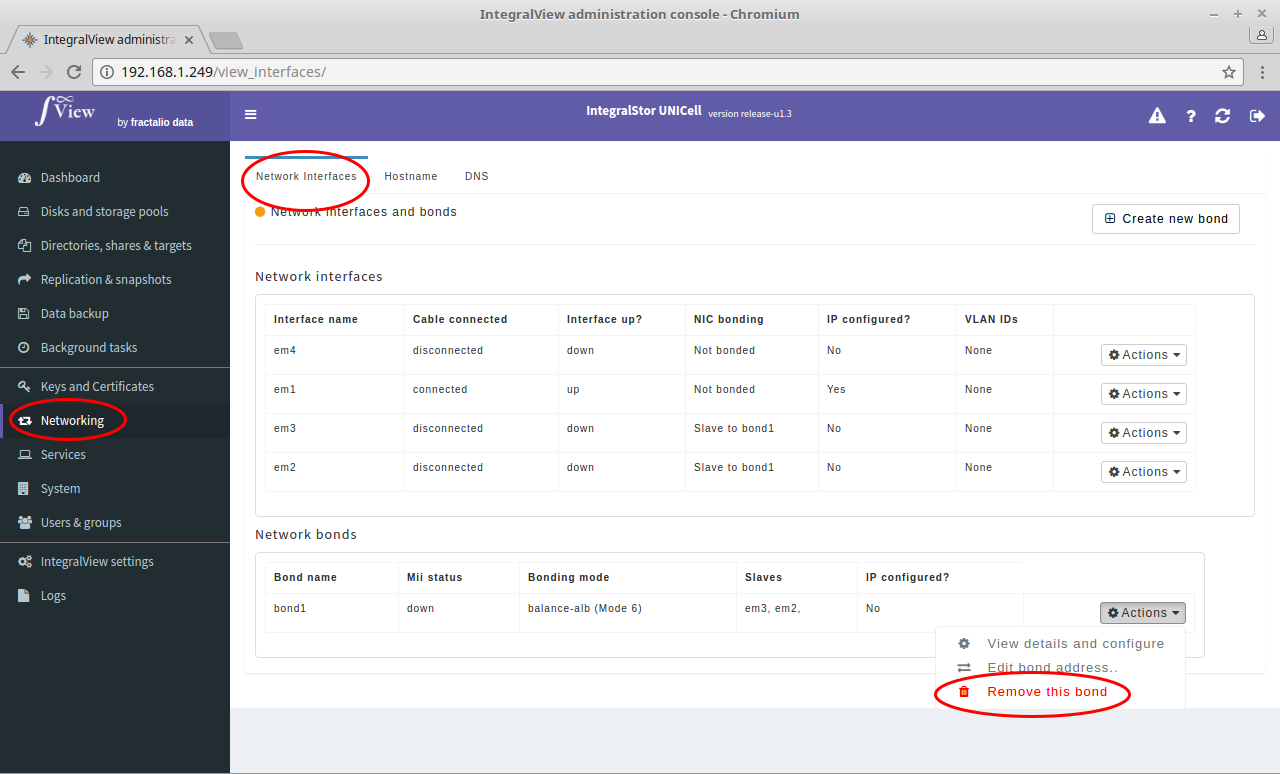 IntegralView administration console - Chromium
IntegralView administra
192.168.1.249/view_interfaces/
View by fractalio data
IntegralStor UNICell version release-u1.3
Dashboard
Disks and storage pools
Directories, shares & targets
Replication & snapshots
Data backup
Background tasks
Keys and Certificates
Networking
Services
System
Users & groups
IntegralView settings
Logs
Network Interfaces Hostname DNS
Network interfaces and bonds
Create new bond
Network interfaces
Interface name Cable connected Interface up? NIC bonding IP configured? VLAN IDs
em4 disconnected down Not bonded No None Actions
em1 connected up Not bonded Yes None Actions
em3 disconnected down Slave to bond1 No None Actions
em2 disconnected down Slave to bond1 No None Actions
Network bonds
Bond name Mii status Bonding mode Slaves IP configured?
bond1 down balance-alb (Mode 6) em3, em2, No Actions
View details and configure
Edit bond address..
Remove this bond